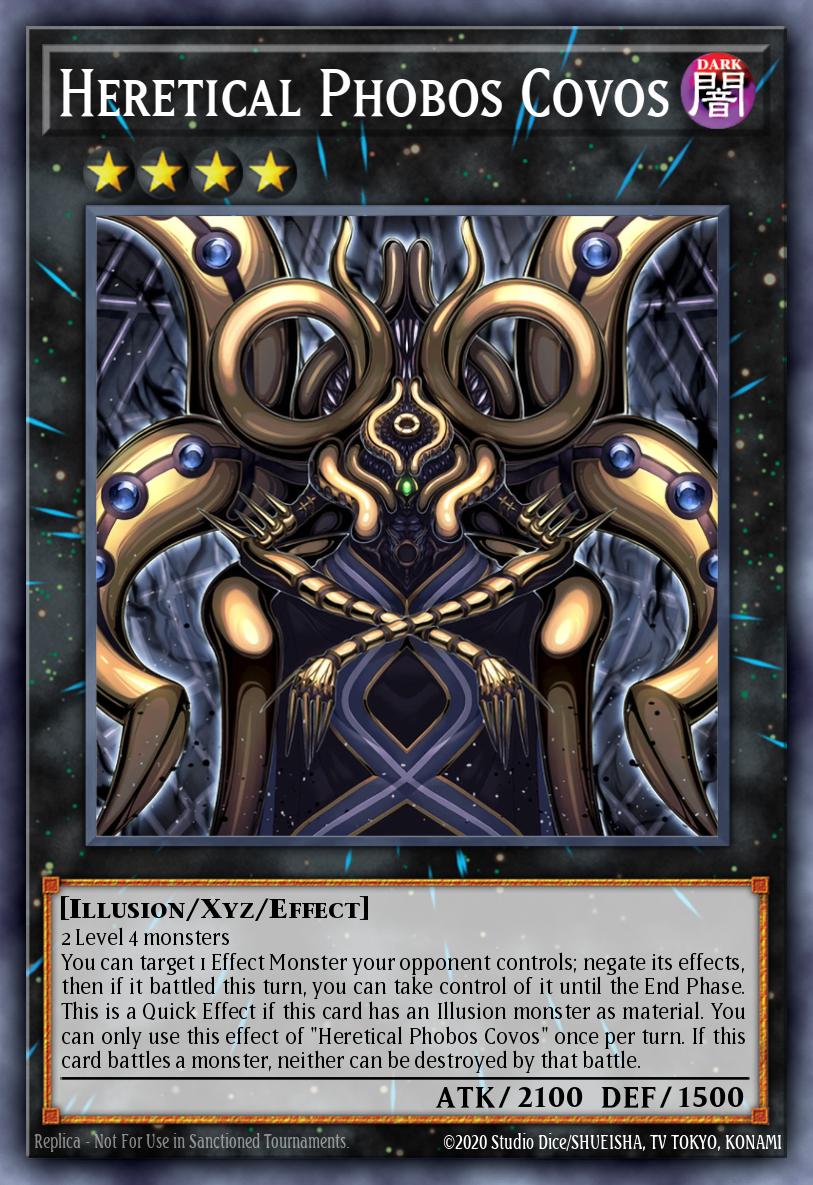 Heretical Phobos Covos
DARK
闇
[Illusion/Xyz/Effect]
2 Level 4 monsters
You can target 1 Effect Monster your opponent controls; negate its effects,
then if it battled this turn, you can take control of it until the End Phase.
This is a Quick Effect if this card has an Illusion monster as material. You
can only use this effect of "Heretical Phobos Covos" once per turn. If this
card battles a monster, neither can be destroyed by that battle.
ATK/2100 DEF/1500
Replica - Not For Use in Sanctioned Tournaments.
©2020 Studio Dice/SHUEISHA, TV TOKYO, KONAMI